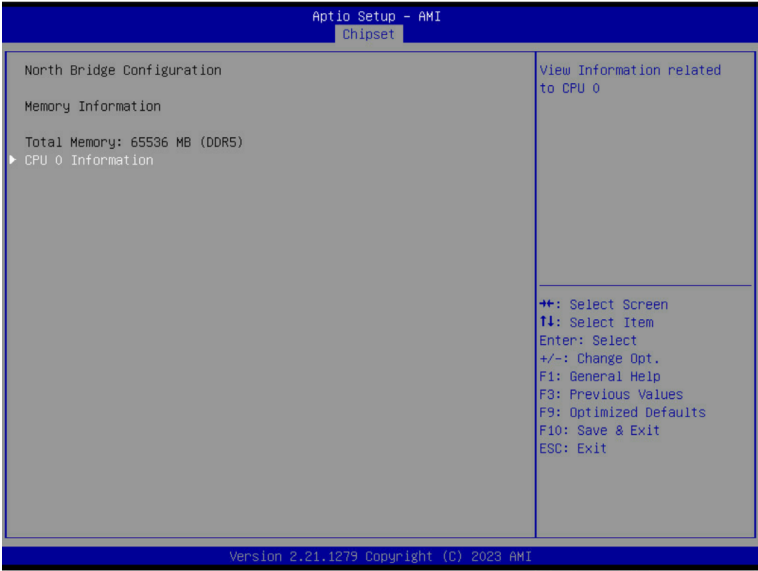 Aptio Setup – AMI
Chipset
North Bridge Configuration
Memory Information
Total Memory: 65536 MB (DDR5)
CPU 0 Information
View Information related
to CPU 0
→←: Select Screen
↑↓: Select Item
Enter: Select
+/-: Change Opt.
F1: General Help
F3: Previous Values
F9: Optimized Defaults
F10: Save & Exit
ESC: Exit
Version 2.21.1279 Copyright (C) 2023 AMI